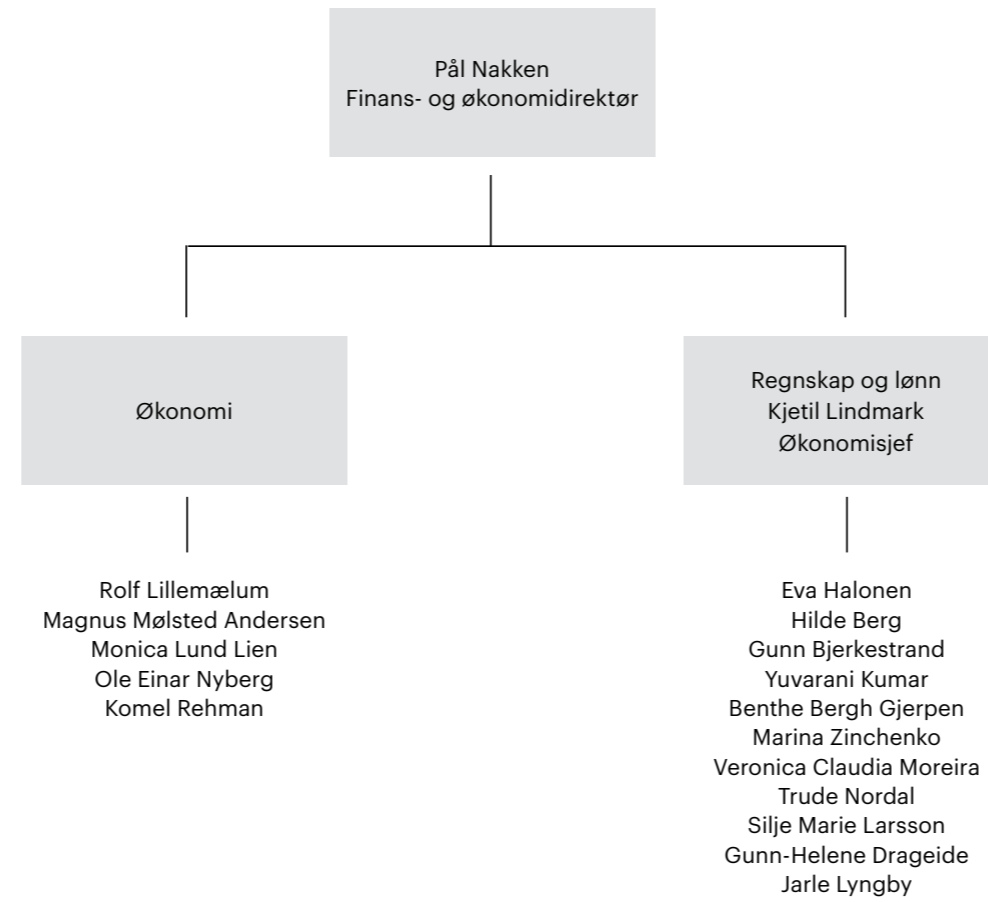 Pål Nakken
Finans- og økonomidirektør
Økonomi
Regnskap og lønn
Kjetil Lindmark
Økonomisjef
Rolf Lillemælum
Magnus Mølsted Andersen
Monica Lund Lien
Ole Einar Nyberg
Komel Rehman
Eva Halonen
Hilde Berg
Gunn Bjerkestrand
Yuvarani Kumar
Benthe Bergh Gjerpen
Marina Zinchenko
Veronica Claudia Moreira
Trude Nordal
Silje Marie Larsson
Gunn-Helene Drageide
Jarle Lyngby